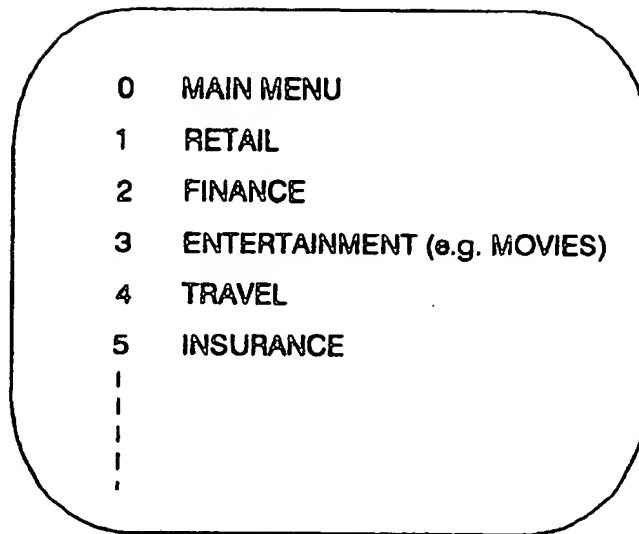 0 MAIN MENU
1 RETAIL
2 FINANCE
3 ENTERTAINMENT (e.g. MOVIES)
4 TRAVEL
5 INSURANCE